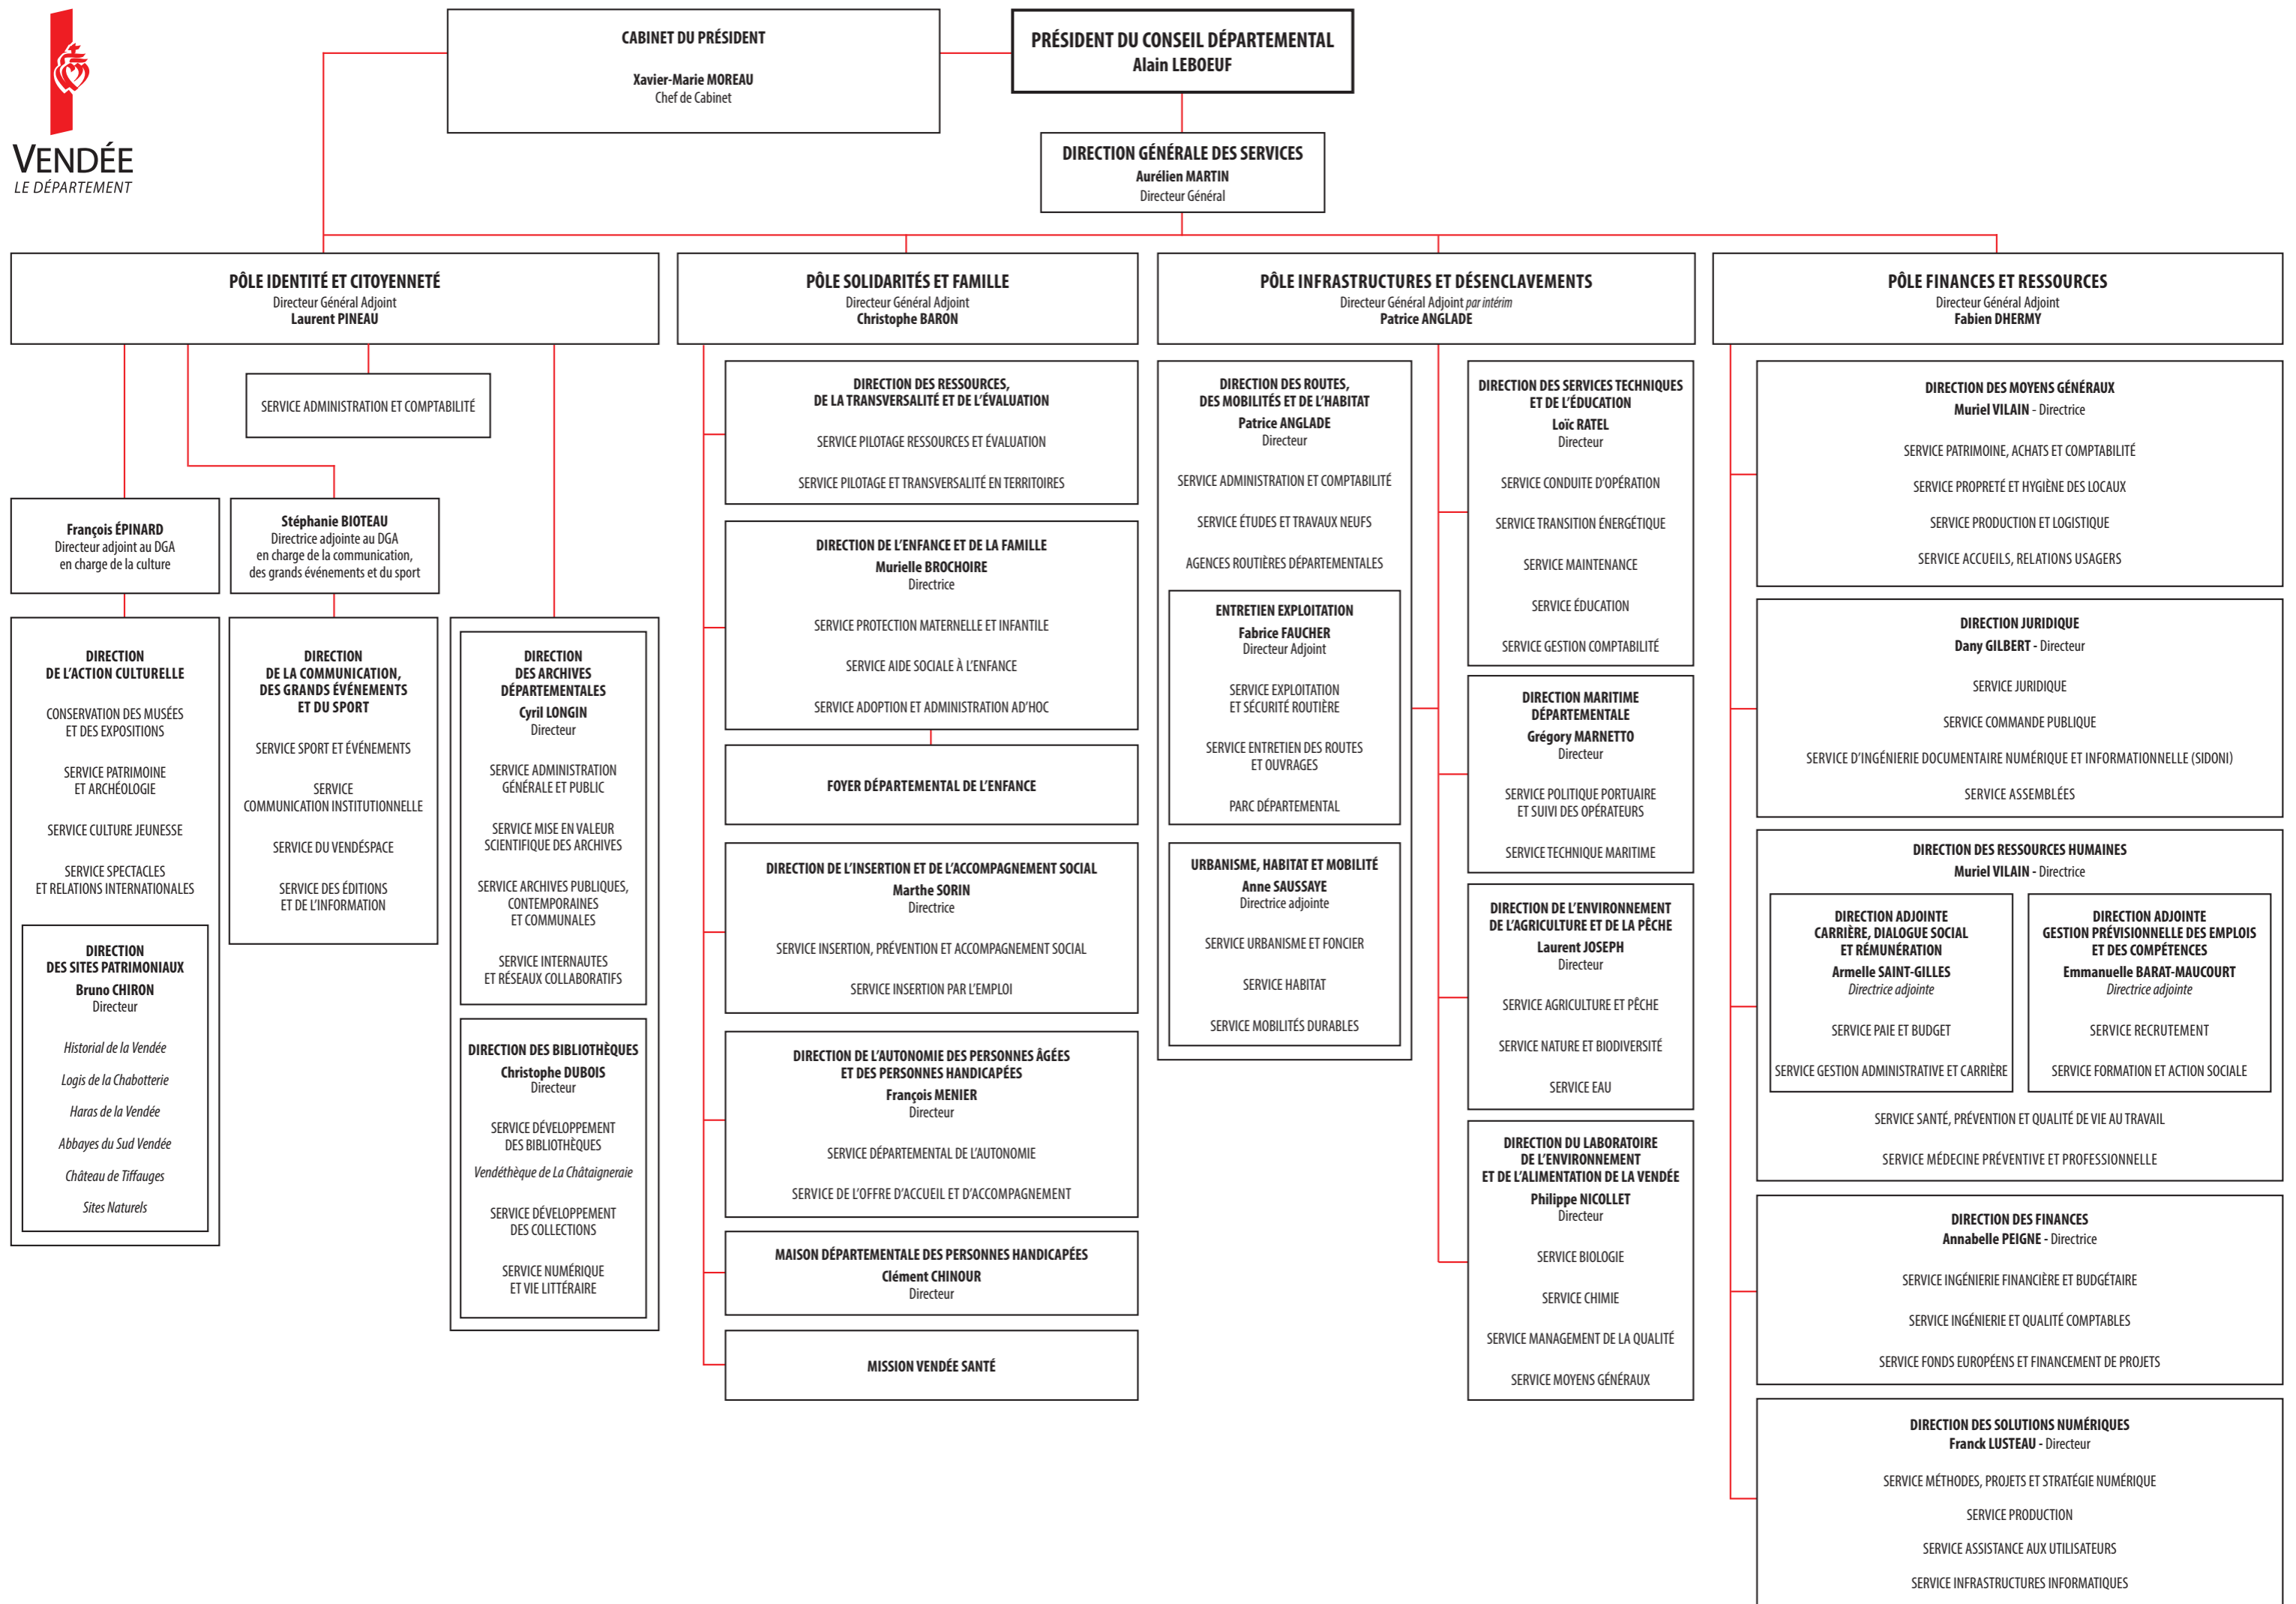 VENDÉE
LE DÉPARTEMENT
CABINET DU PRÉSIDENT
Xavier-Marie MOREAU
Chef de Cabinet
PRÉSIDENT DU CONSEIL DÉPARTEMENTAL
Alain LEBOEUF
DIRECTION GÉNÉRALE DES SERVICES
Aurélien MARTIN
Directeur Général
PÔLE IDENTITÉ ET CITOYENNETÉ
Directeur Général Adjoint
Laurent PINEAU
SERVICE ADMINISTRATION ET COMPTABILITÉ
François ÉPINARD
Directeur adjoint au DGA
en charge de la culture
Stéphanie BIOTEAU
Directrice adjointe au DGA
en charge de la communication,
des grands événements et du sport
DIRECTION
DE L'ACTION CULTURELLE
CONSERVATION DES MUSÉES
ET DES EXPOSITIONS
SERVICE PATRIMOINE
ET ARCHÉOLOGIE
SERVICE CULTURE JEUNESSE
SERVICE SPECTACLES
ET RELATIONS INTERNATIONALES
DIRECTION
DES SITES PATRIMONIAUX
Bruno CHIRON
Directeur
Historial de la Vendée
Logis de la Chabotterie
Haras de la Vendée
Abbayes du Sud Vendée
Château de Tiffauges
Sites Naturels
DIRECTION
DE LA COMMUNICATION,
DES GRANDS ÉVÉNEMENTS
ET DU SPORT
SERVICE SPORT ET ÉVÉNEMENTS
SERVICE
COMMUNICATION INSTITUTIONNELLE
SERVICE DU VENDÉSPACE
SERVICE DES ÉDITIONS
ET DE L'INFORMATION
DIRECTION
DES ARCHIVES
DÉPARTEMENTALES
Cyril LONGIN
Directeur
SERVICE ADMINISTRATION
GÉNÉRALE ET PUBLIC
SERVICE MISE EN VALEUR
SCIENTIFIQUE DES ARCHIVES
SERVICE ARCHIVES PUBLIQUES,
CONTEMPORAINES
ET COMMUNALES
SERVICE INTERNAUTES
ET RÉSEAUX COLLABORATIFS
DIRECTION DES BIBLIOTHÈQUES
Christophe DUBOIS
Directeur
SERVICE DÉVELOPPEMENT
DES BIBLIOTHÈQUES
Vendéthèque de La Châtaigneraie
SERVICE DÉVELOPPEMENT
DES COLLECTIONS
SERVICE NUMÉRIQUE
ET VIE LITTÉRAIRE
PÔLE SOLIDARITÉS ET FAMILLE
Directeur Général Adjoint
Christophe BARON
DIRECTION DES RESSOURCES,
DE LA TRANSVERSALITÉ ET DE L'ÉVALUATION
SERVICE PILOTAGE RESSOURCES ET ÉVALUATION
SERVICE PILOTAGE ET TRANSVERSALITÉ EN TERRITOIRES
DIRECTION DE L'ENFANCE ET DE LA FAMILLE
Murielle BROCHOIRE
Directrice
SERVICE PROTECTION MATERNELLE ET INFANTILE
SERVICE AIDE SOCIALE À L'ENFANCE
SERVICE ADOPTION ET ADMINISTRATION AD'HOC
FOYER DÉPARTEMENTAL DE L'ENFANCE
DIRECTION DE L'INSERTION ET DE L'ACCOMPAGNEMENT SOCIAL
Marthe SORIN
Directrice
SERVICE INSERTION, PRÉVENTION ET ACCOMPAGNEMENT SOCIAL
SERVICE INSERTION PAR L'EMPLOI
DIRECTION DE L'AUTONOMIE DES PERSONNES ÂGÉES
ET DES PERSONNES HANDICAPÉES
François MENIER
Directeur
SERVICE DÉPARTEMENTAL DE L'AUTONOMIE
SERVICE DE L'OFFRE D'ACCUEIL ET D'ACCOMPAGNEMENT
MAISON DÉPARTEMENTALE DES PERSONNES HANDICAPÉES
Clément CHINOUR
Directeur
MISSION VENDÉE SANTÉ
PÔLE INFRASTRUCTURES ET DÉSENCLAVEMENTS
Directeur Général Adjoint par intérim
Patrice ANGLADE
DIRECTION DES ROUTES,
DES MOBILITÉS ET DE L'HABITAT
Patrice ANGLADE
Directeur
SERVICE ADMINISTRATION ET COMPTABILITÉ
SERVICE ÉTUDES ET TRAVAUX NEUFS
AGENCES ROUTIÈRES DÉPARTEMENTALES
ENTRETIEN EXPLOITATION
Fabrice FAUCHER
Directeur Adjoint
SERVICE EXPLOITATION
ET SÉCURITÉ ROUTIÈRE
SERVICE ENTRETIEN DES ROUTES
ET OUVRAGES
PARC DÉPARTEMENTAL
URBANISME, HABITAT ET MOBILITÉ
Anne SAUSSAYE
Directrice adjointe
SERVICE URBANISME ET FONCIER
SERVICE HABITAT
SERVICE MOBILITÉS DURABLES
DIRECTION DES SERVICES TECHNIQUES
ET DE L'ÉDUCATION
Loïc RATEL
Directeur
SERVICE CONDUITE D'OPÉRATION
SERVICE TRANSITION ÉNERGÉTIQUE
SERVICE MAINTENANCE
SERVICE ÉDUCATION
SERVICE GESTION COMPTABILITÉ
DIRECTION MARITIME
DÉPARTEMENTALE
Grégory MARNETTO
Directeur
SERVICE POLITIQUE PORTUAIRE
ET SUIVI DES OPÉRATEURS
SERVICE TECHNIQUE MARITIME
DIRECTION DE L'ENVIRONNEMENT
DE L'AGRICULTURE ET DE LA PÊCHE
Laurent JOSEPH
Directeur
SERVICE AGRICULTURE ET PÊCHE
SERVICE NATURE ET BIODIVERSITÉ
SERVICE EAU
DIRECTION DU LABORATOIRE
DE L'ENVIRONNEMENT
ET DE L'ALIMENTATION DE LA VENDÉE
Philippe NICOLLET
Directeur
SERVICE BIOLOGIE
SERVICE CHIMIE
SERVICE MANAGEMENT DE LA QUALITÉ
SERVICE MOYENS GÉNÉRAUX
PÔLE FINANCES ET RESSOURCES
Directeur Général Adjoint
Fabien DHERMY
DIRECTION DES MOYENS GÉNÉRAUX
Muriel VILAIN - Directrice
SERVICE PATRIMOINE, ACHATS ET COMPTABILITÉ
SERVICE PROPRETÉ ET HYGIÈNE DES LOCAUX
SERVICE PRODUCTION ET LOGISTIQUE
SERVICE ACCUEILS, RELATIONS USAGERS
DIRECTION JURIDIQUE
Dany GILBERT - Directeur
SERVICE JURIDIQUE
SERVICE COMMANDE PUBLIQUE
SERVICE D'INGÉNIERIE DOCUMENTAIRE NUMÉRIQUE ET INFORMATIONNELLE (SIDONI)
SERVICE ASSEMBLÉES
DIRECTION DES RESSOURCES HUMAINES
Muriel VILAIN - Directrice
DIRECTION ADJOINTE
CARRIÈRE, DIALOGUE SOCIAL
ET RÉMUNÉRATION
Armelle SAINT-GILLES
Directrice adjointe
SERVICE PAIE ET BUDGET
SERVICE GESTION ADMINISTRATIVE ET CARRIÈRE
DIRECTION ADJOINTE
GESTION PRÉVISIONELLE DES EMPLOIS
ET DES COMPÉTENCES
Emmanuelle BARAT-MAUCOURT
Directrice adjointe
SERVICE RECRUTEMENT
SERVICE FORMATION ET ACTION SOCIALE
SERVICE SANTÉ, PRÉVENTION ET QUALITÉ DE VIE AU TRAVAIL
SERVICE MÉDECINE PRÉVENTIVE ET PROFESSIONNELLE
DIRECTION DES FINANCES
Annabelle PEIGNE - Directrice
SERVICE INGÉNIERIE FINANCIÈRE ET BUDGÉTAIRE
SERVICE INGÉNIERIE ET QUALITÉ COMPTABLES
SERVICE FONDS EUROPÉENS ET FINANCEMENT DE PROJETS
DIRECTION DES SOLUTIONS NUMÉRIQUES
Franck LUSTEAU - Directeur
SERVICE MÉTHODES, PROJETS ET STRATÉGIE NUMÉRIQUE
SERVICE PRODUCTION
SERVICE ASSISTANCE AUX UTILISATEURS
SERVICE INFRASTRUCTURES INFORMATIQUES